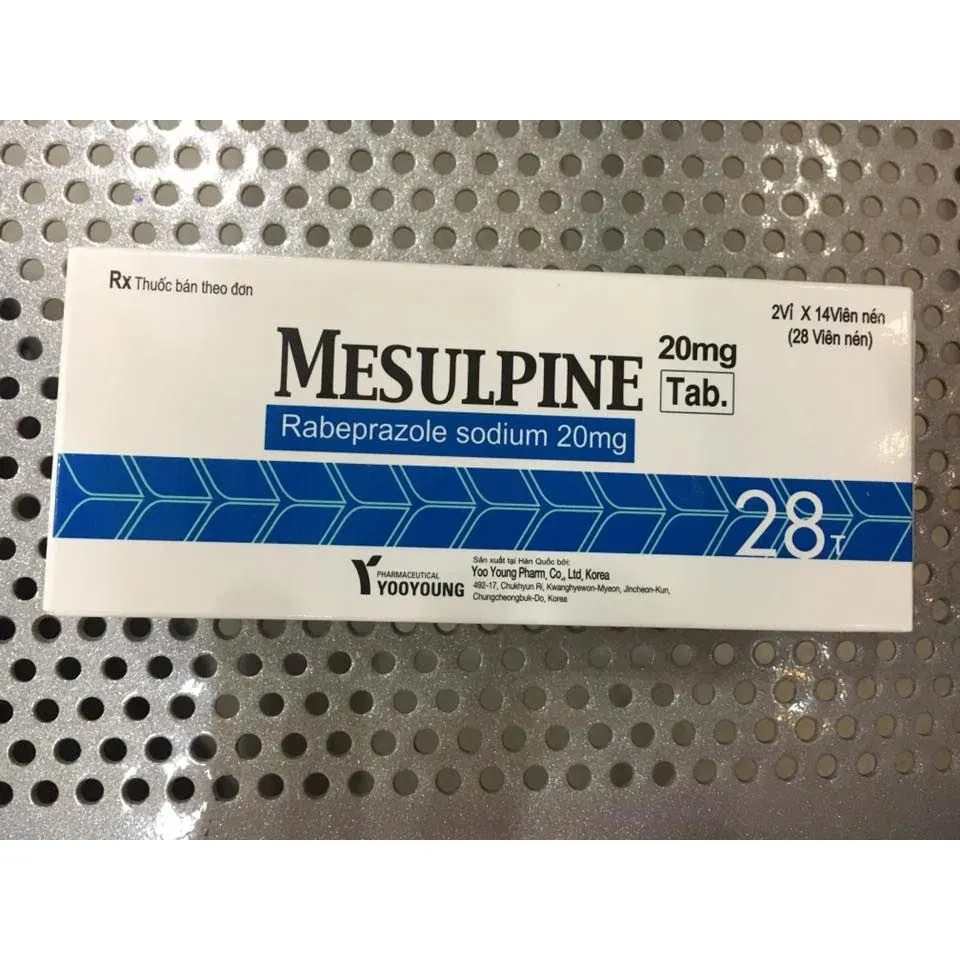 Rx Thuốc bán theo đơn
2Vỉ X 14Viên nén
(28 Viên nén)
MESULPINE 20mg
Tab.
Rabeprazole sodium 20mg
28T
PHARMACEUTICAL
YOOYOUNG
Sản xuất tại Hàn Quốc bởi:
Yoo Young Pharm. Co., Ltd. Korea
492-17, Chukhyun Ri, Kwanghyewon-Myeon, Jincheon-Kun,
Chungcheongbuk-Do, Korea